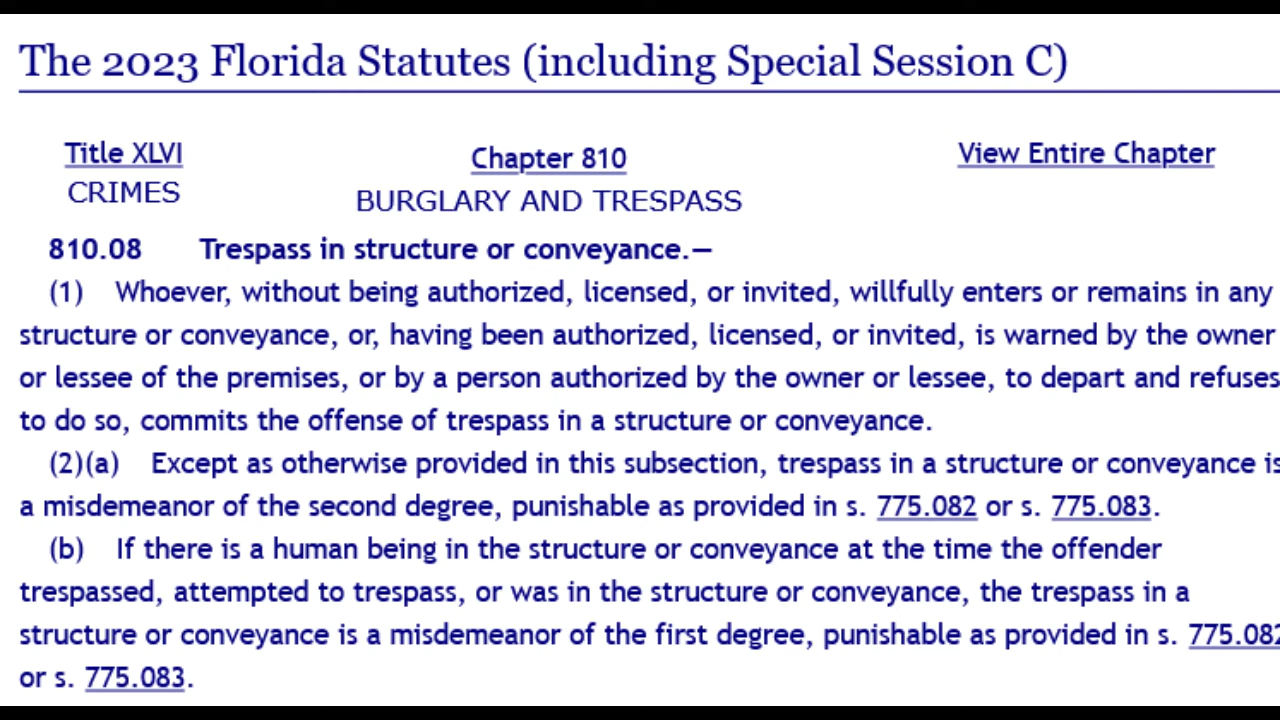 The 2023 Florida Statutes (including Special Session C)
Title XLVI
Chapter 810
View Entire Chapter
CRIMES
BURGLARY AND TRESPASS
810.08 Trespass in structure or conveyance.—
(1) Whoever, without being authorized, licensed, or invited, willfully enters or remains in any
structure or conveyance, or, having been authorized, licensed, or invited, is warned by the owner
or lessee of the premises, or by a person authorized by the owner or lessee, to depart and refuses
to do so, commits the offense of trespass in a structure or conveyance.
(2)(a) Except as otherwise provided in this subsection, trespass in a structure or conveyance is
a misdemeanor of the second degree, punishable as provided in s. 775.082 or s. 775.083.
(b) If there is a human being in the structure or conveyance at the time the offender
trespassed, attempted to trespass, or was in the structure or conveyance, the trespass in a
structure or conveyance is a misdemeanor of the first degree, punishable as provided in s. 775.082
or s. 775.083.